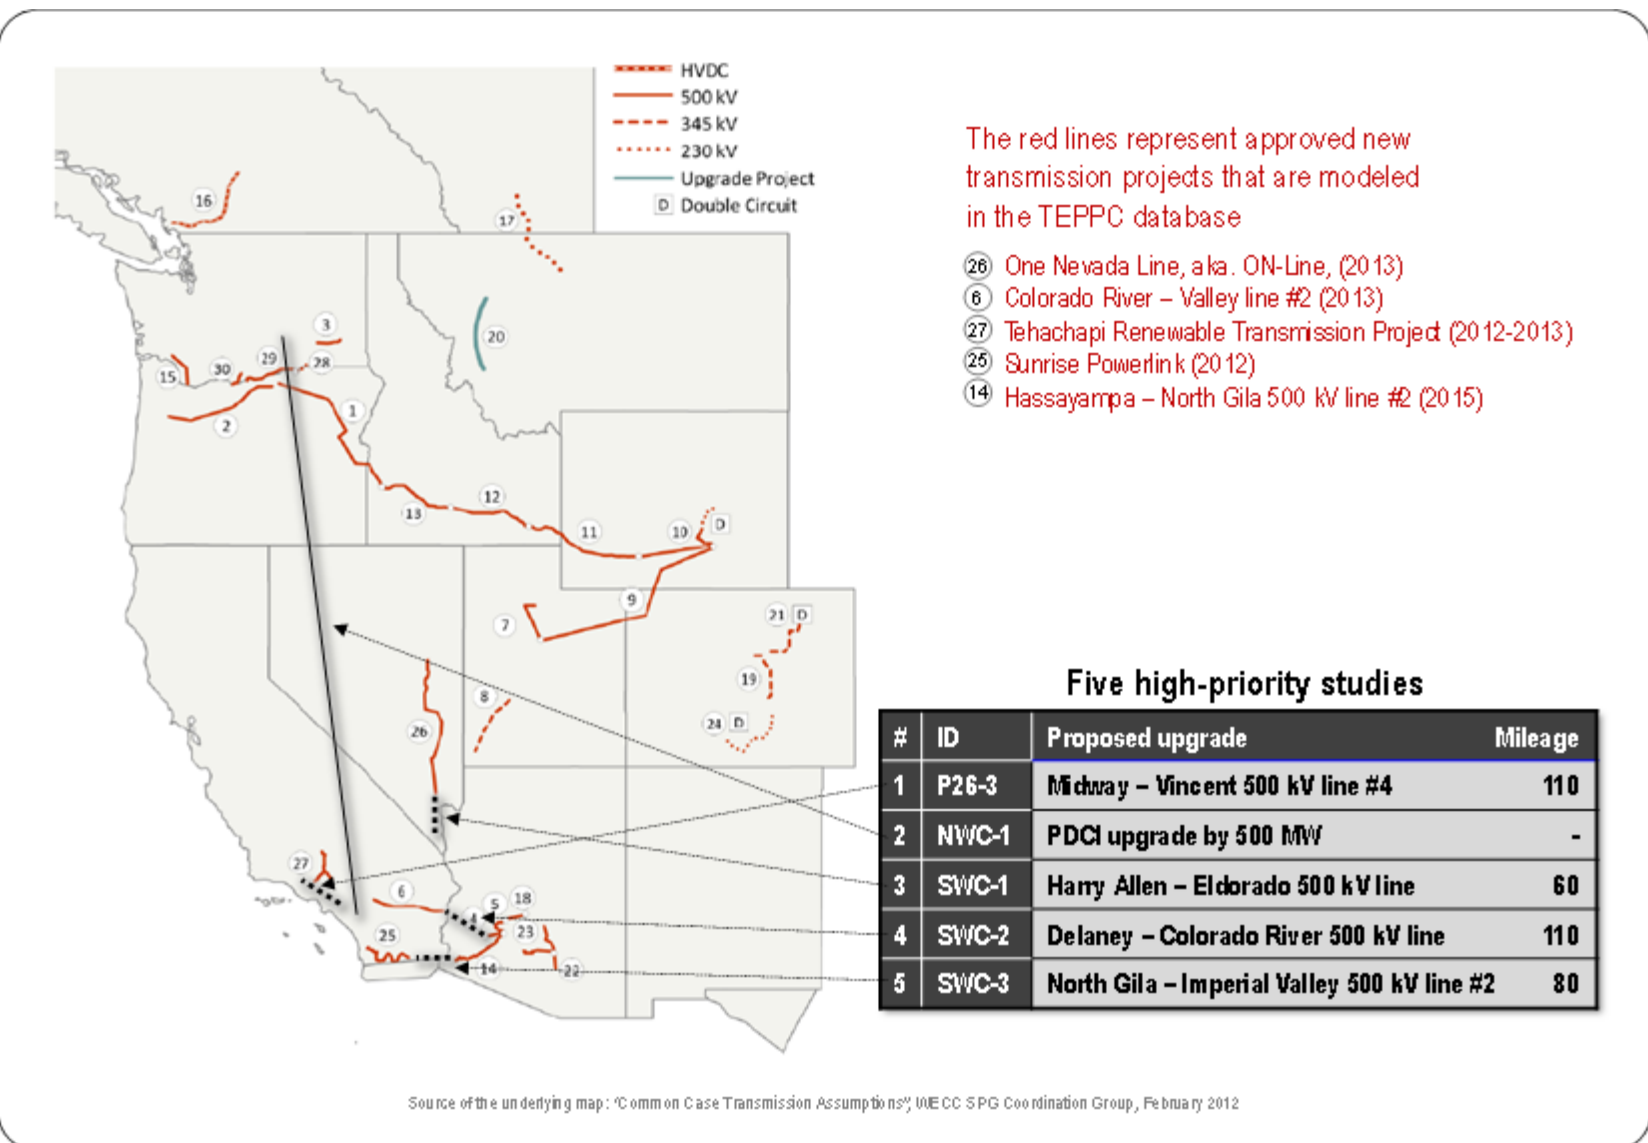 HVDC
500 kV
345 kV
230 kV
Upgrade Project
D Double Circuit
The red lines represent approved new
transmission projects that are modeled
in the TEPPC database
26 One Nevada Line, aka. ON-Line, (2013)
6 Colorado River – Valley line #2 (2013)
27 Tehachapi Renewable Transmission Project (2012-2013)
25 Sunrise Powerlink (2012)
14 Hassayampa – North Gila 500 kV line #2 (2015)
16
17
3
20
29
28
30
15
1
2
12
13
11
10 D
9
7
21 D
19
8
24 D
26
27
6
5 18
4
23
25
14
22
Five high-priority studies
# ID Proposed upgrade Mileage
1 P26-3 Midway – Vincent 500 kV line #4 110
2 NWC-1 PDCI upgrade by 500 MW -
3 SWC-1 Harry Allen – Eldorado 500 kV line 60
4 SWC-2 Delaney – Colorado River 500 kV line 110
5 SWC-3 North Gila – Imperial Valley 500 kV line #2 80
Source of the underlying map: "Common Case Transmission Assumptions", WECC SPG Coordination Group, February 2012